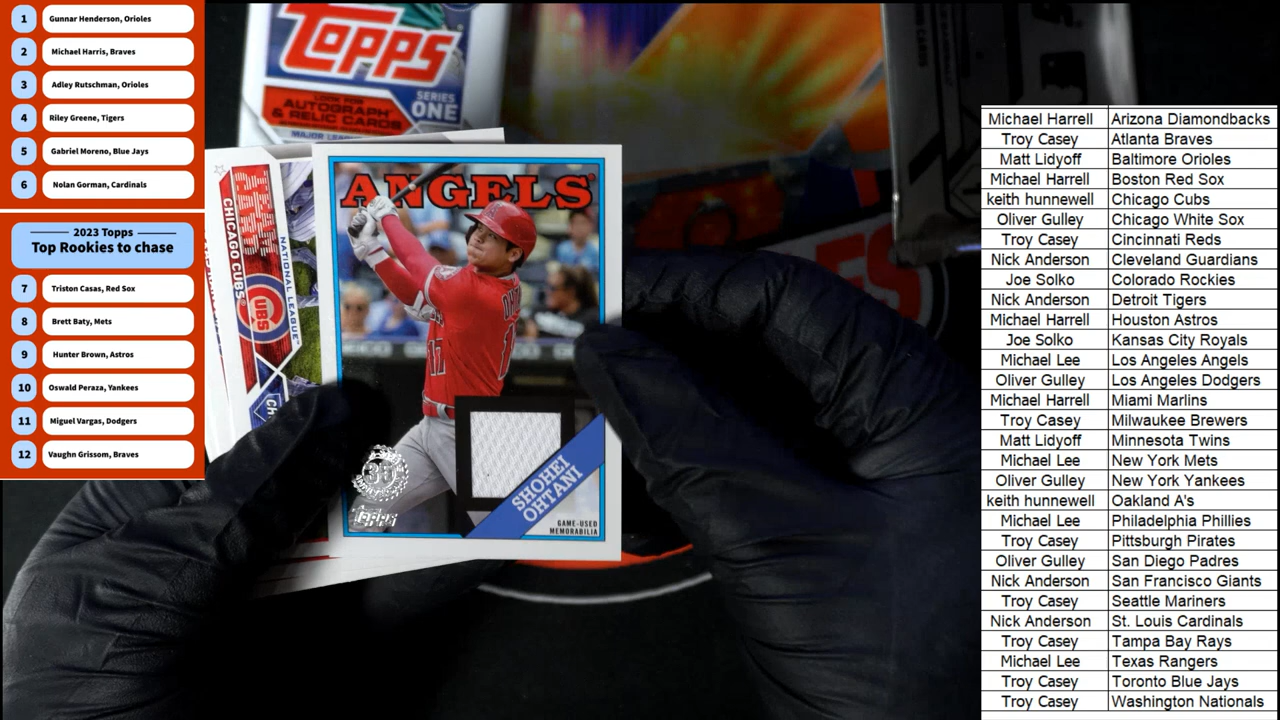 1 Gunnar Henderson, Orioles
2 Michael Harris, Braves
3 Adley Rutschman, Orioles
4 Riley Greene, Tigers
5 Gabriel Moreno, Blue Jays
6 Nolan Gorman, Cardinals
2023 Topps
Top Rookies to chase
7 Triston Casas, Red Sox
8 Brett Baty, Mets
9 Hunter Brown, Astros
10 Oswald Peraza, Yankees
11 Miguel Vargas, Dodgers
12 Vaughn Grissom, Braves
TOPPS
SERIES
ONE
LOOK FOR
AUTOGRAPH
& RELIC CARDS
CHICAGO CUBS
NATIONAL LEAGUE
CUBS
ANGELS
17
35th
Topps
SHOHEI
OHTANI
GAME-USED
MEMORABILIA
Michael Harrell Arizona Diamondbacks
Troy Casey Atlanta Braves
Matt Lidyoff Baltimore Orioles
Michael Harrell Boston Red Sox
keith hunnewell Chicago Cubs
Oliver Gulley Chicago White Sox
Troy Casey Cincinnati Reds
Nick Anderson Cleveland Guardians
Joe Solko Colorado Rockies
Nick Anderson Detroit Tigers
Michael Harrell Houston Astros
Joe Solko Kansas City Royals
Michael Lee Los Angeles Angels
Oliver Gulley Los Angeles Dodgers
Michael Harrell Miami Marlins
Troy Casey Milwaukee Brewers
Matt Lidyoff Minnesota Twins
Michael Lee New York Mets
Oliver Gulley New York Yankees
keith hunnewell Oakland A's
Michael Lee Philadelphia Phillies
Troy Casey Pittsburgh Pirates
Oliver Gulley San Diego Padres
Nick Anderson San Francisco Giants
Troy Casey Seattle Mariners
Nick Anderson St. Louis Cardinals
Troy Casey Tampa Bay Rays
Michael Lee Texas Rangers
Troy Casey Toronto Blue Jays
Troy Casey Washington Nationals